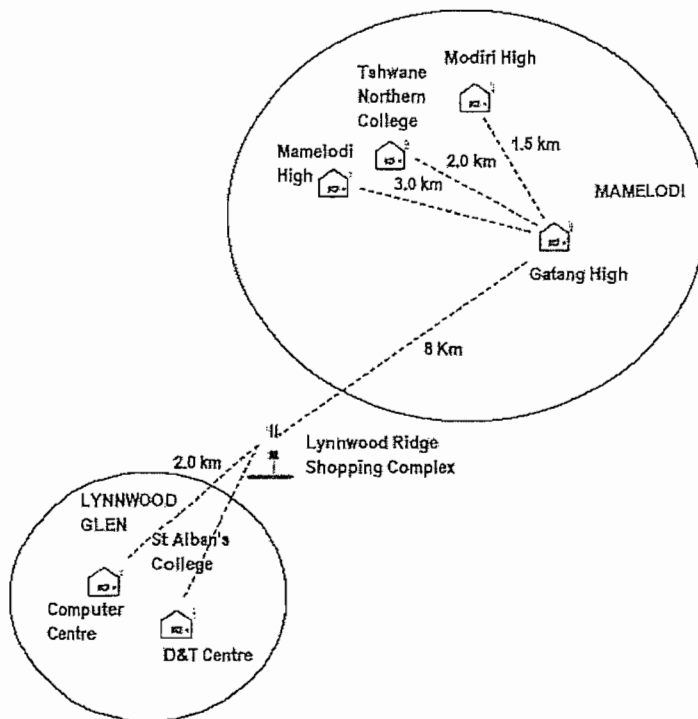 Modiri High
Tshwane
Northern
College
Mamelodi
High
1.5 km
2.0 km
3.0 km
MAMELODI
Gatang High
8 Km
Lynnwood Ridge
Shopping Complex
2.0 km
LYNNWOOD
GLEN
St Alban's
College
Computer
Centre
D&T Centre